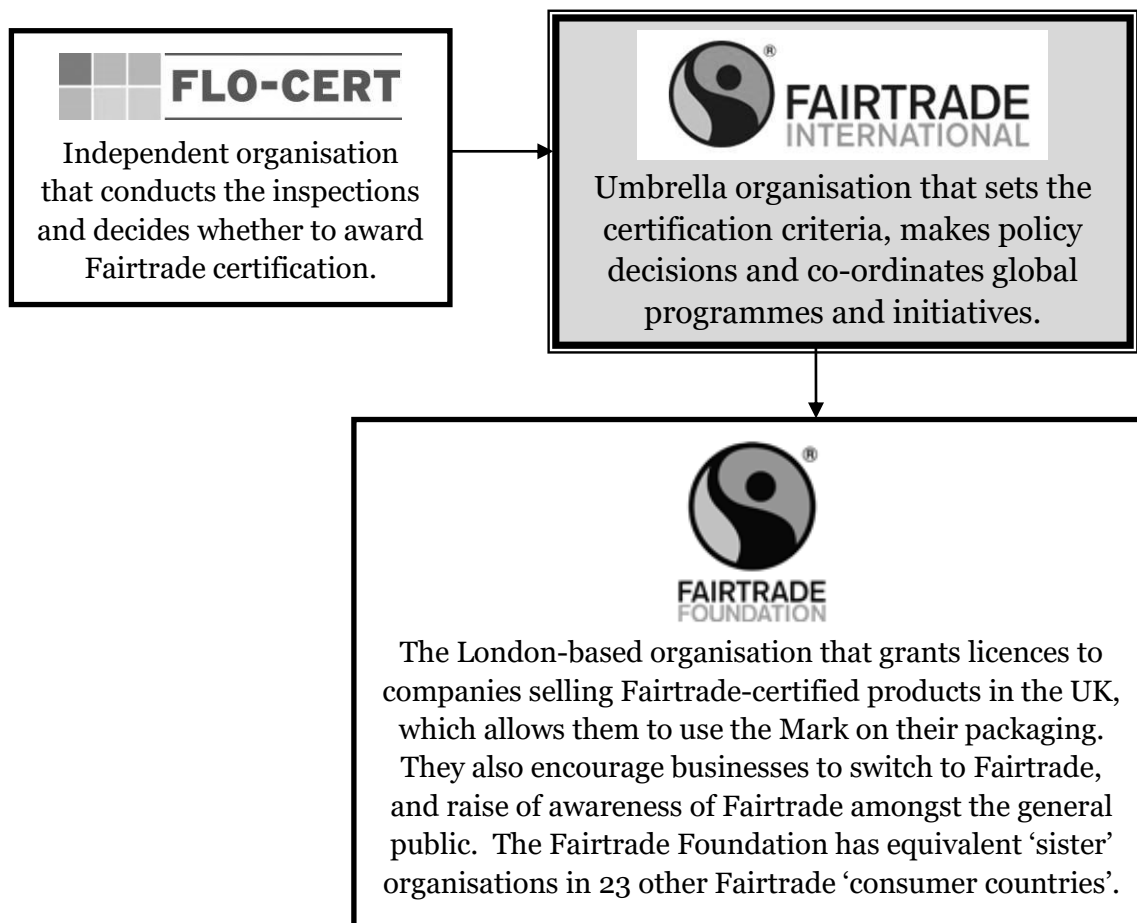 FLO-CERT
Independent organisation
that conducts the inspections
and decides whether to award
Fairtrade certification.
®
FAIRTRADE
INTERNATIONAL
Umbrella organisation that sets the
certification criteria, makes policy
decisions and co-ordinates global
programmes and initiatives.
®
FAIRTRADE
FOUNDATION
The London-based organisation that grants licences to
companies selling Fairtrade-certified products in the UK,
which allows them to use the Mark on their packaging.
They also encourage businesses to switch to Fairtrade,
and raise of awareness of Fairtrade amongst the general
public.  The Fairtrade Foundation has equivalent ‘sister’
organisations in 23 other Fairtrade ‘consumer countries’.